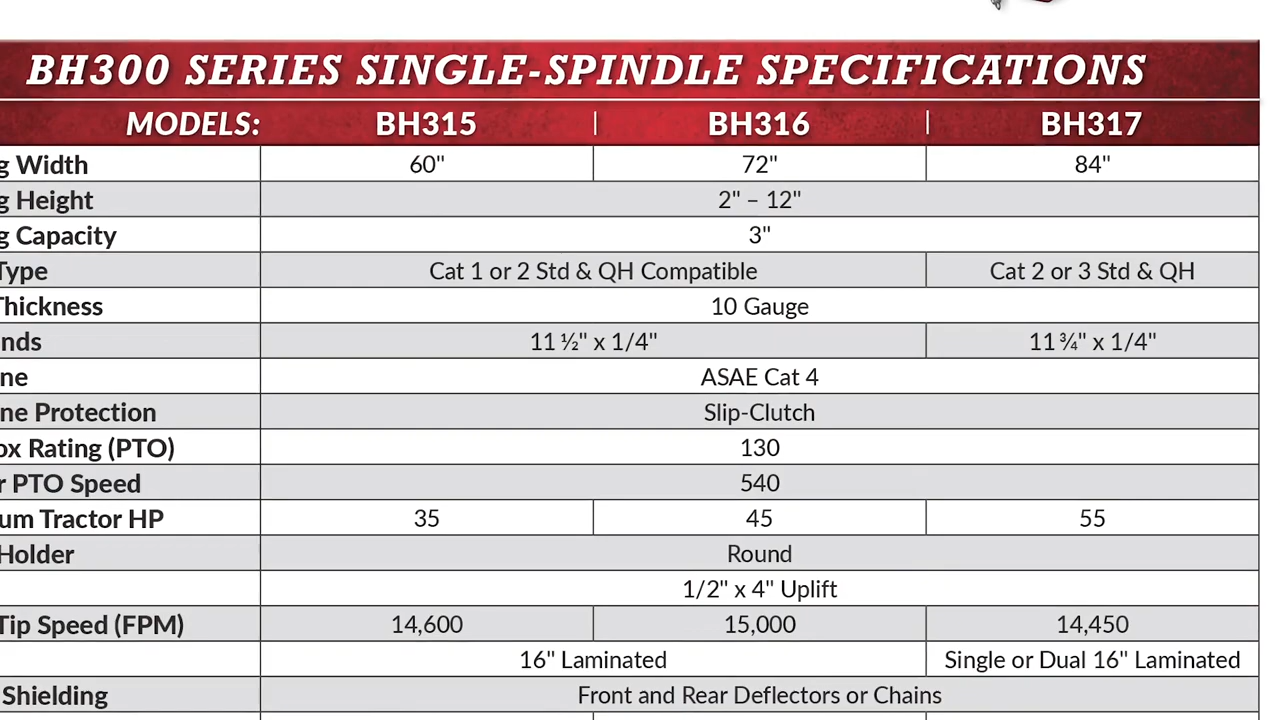 BH300 SERIES SINGLE-SPINDLE SPECIFICATIONS
MODELS: BH315 | BH316 | BH317
g Width 60" 72" 84"
g Height 2" – 12"
g Capacity 3"
Type Cat 1 or 2 Std & QH Compatible Cat 2 or 3 Std & QH
Thickness 10 Gauge
nds 11 ½" x 1/4" 11 ¾" x 1/4"
ne ASAE Cat 4
ne Protection Slip-Clutch
ox Rating (PTO) 130
r PTO Speed 540
um Tractor HP 35 45 55
Holder Round
1/2" x 4" Uplift
Tip Speed (FPM) 14,600 15,000 14,450
16" Laminated Single or Dual 16" Laminated
Shielding Front and Rear Deflectors or Chains